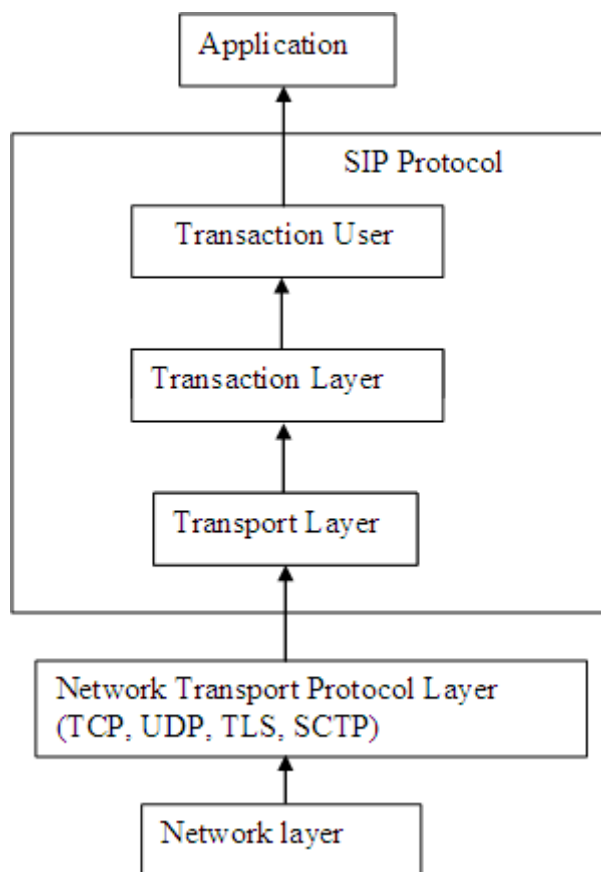 Application
SIP Protocol
Transaction User
Transaction Layer
Transport Layer
Network Transport Protocol Layer
(TCP, UDP, TLS, SCTP)
Network layer